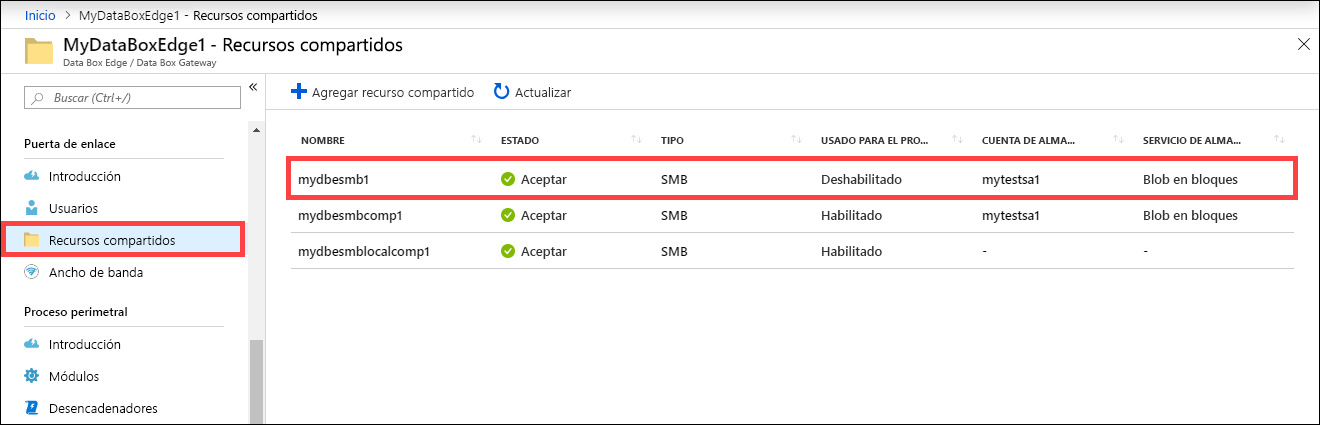 Inicio > MyDataBoxEdge1 - Recursos compartidos
MyDataBoxEdge1 - Recursos compartidos
Data Box Edge / Data Box Gateway
Buscar (Ctrl+/)
Puerta de enlace
Introducción
Usuarios
Recursos compartidos
Ancho de banda
Proceso perimetral
Introducción
Módulos
Desencadenadores
Agregar recurso compartido Actualizar
NOMBRE ESTADO TIPO USADO PARA EL PRO... CUENTA DE ALMA... SERVICIO DE ALMA...
mydbesmb1 Aceptar SMB Deshabilitado mytestsa1 Blob en bloques
mydbesmbcomp1 Aceptar SMB Habilitado mytestsa1 Blob en bloques
mydbesmblocalcomp1 Aceptar SMB Habilitado - -